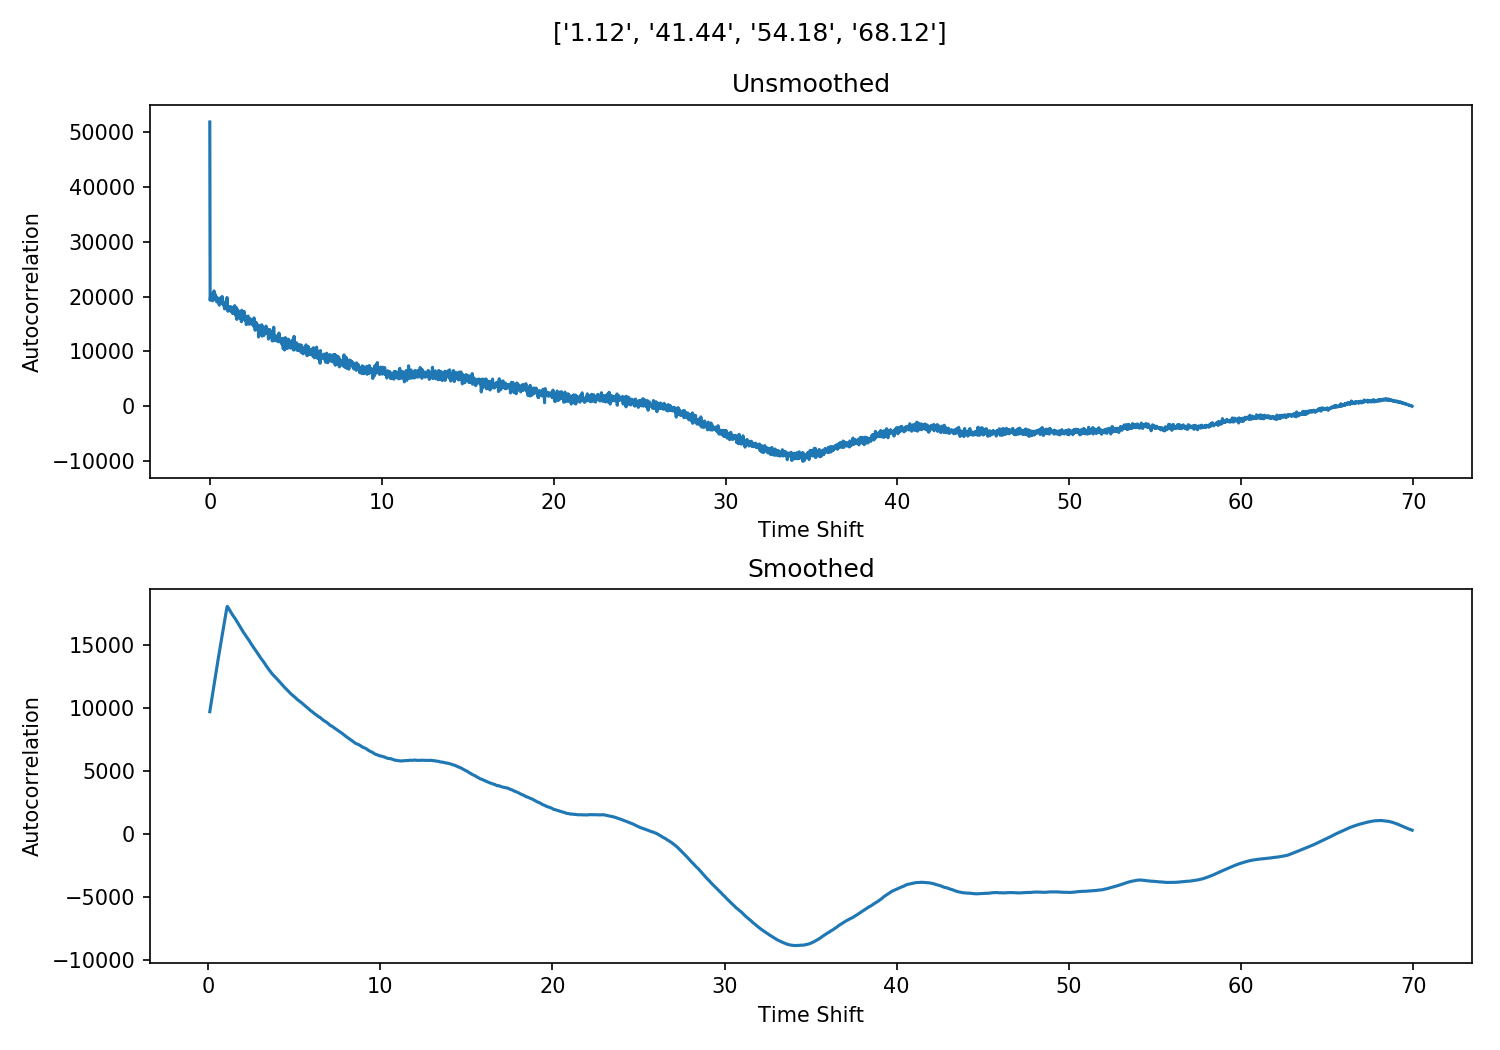 ['1.12', '41.44', '54.18', '68.12']
Unsmoothed
50000
40000
30000
20000
10000
0
−10000
Autocorrelation
0 10 20 30 40 50 60 70
Time Shift
Smoothed
15000
10000
5000
0
−5000
−10000
Autocorrelation
0 10 20 30 40 50 60 70
Time Shift